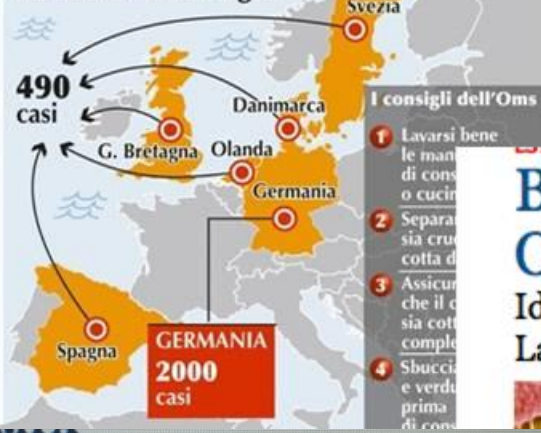 Svezia
490
casi
Danimarca
G. Bretagna
Olanda
Germania
Spagna
GERMANIA
2000
casi
I consigli dell'Oms
1 Lavarsi bene
le man
di cons
o cucin
2 Separa
sia cru
cotta d
3 Assicur
che il c
sia cott
comple
4 Sbuccia
e verdu
prima
di cons
B
O
Id
La